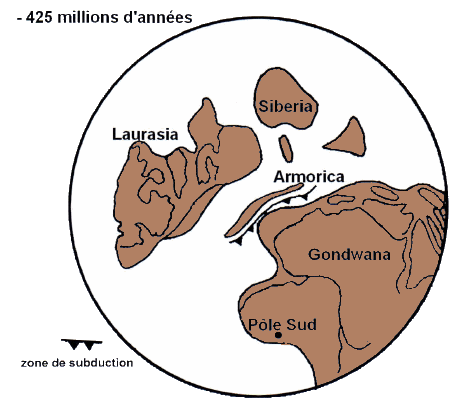 - 425 millions d'années
Siberia
Laurasia
Armorica
Gondwana
Pôle Sud
zone de subduction